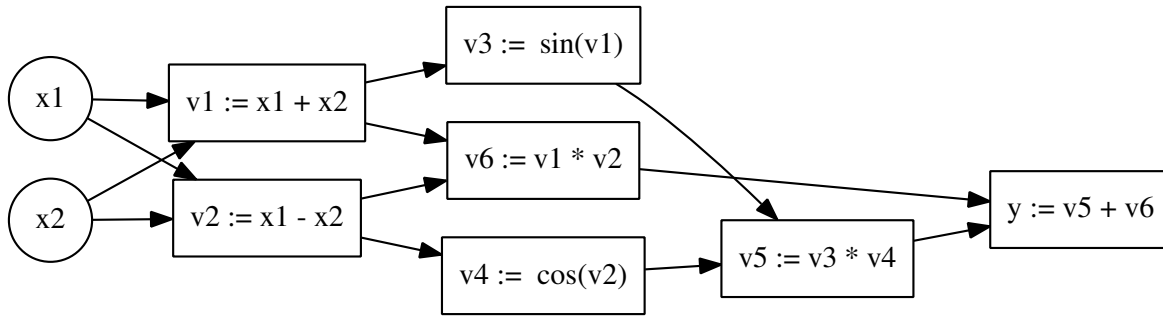 x1
x2
v1 := x1 + x2
v2 := x1 - x2
v3 := sin(v1)
v6 := v1 * v2
v4 := cos(v2)
v5 := v3 * v4
y := v5 + v6